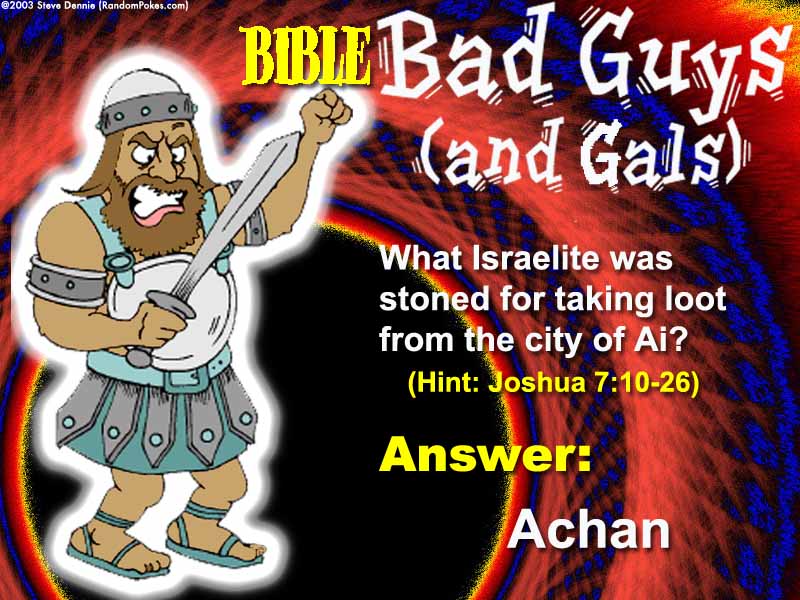 ©2003 Steve Dennie (RandomPokes.com)
BIBLE Bad Guys
(and Gals)
What Israelite was
stoned for taking loot
from the city of Ai?
(Hint: Joshua 7:10-26)
Answer:
Achan